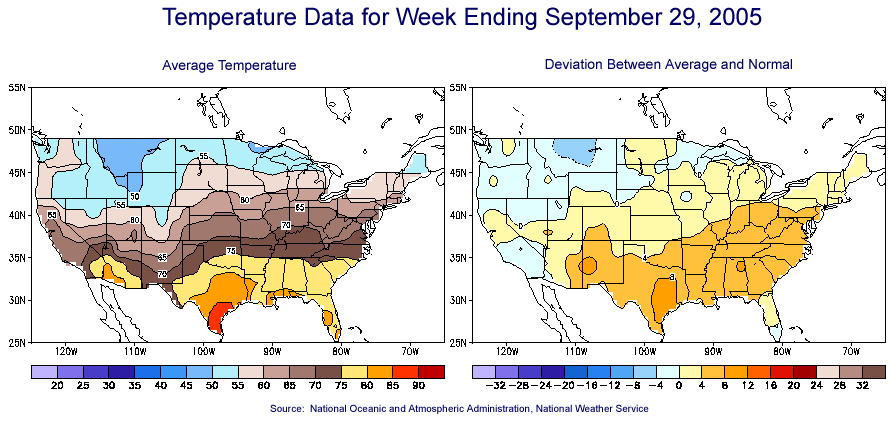 Temperature Data for Week Ending September 29, 2005
Average Temperature
Deviation Between Average and Normal
55N
50N
45N
40N
35N
30N
25N
120W 110W 100W 90W 80W 70W
55
50
55
60
55
60
65
70
75
65
70
20 25 30 35 40 45 50 55 60 65 70 75 80 85 90
55N
50N
45N
40N
35N
30N
25N
120W 110W 100W 90W 80W 70W
0
0
0
4
8
-32 -28 -24 -20 -16 -12 -8 -4 0 4 8 12 16 20 24 28 32
Source: National Oceanic and Atmospheric Administration, National Weather Service